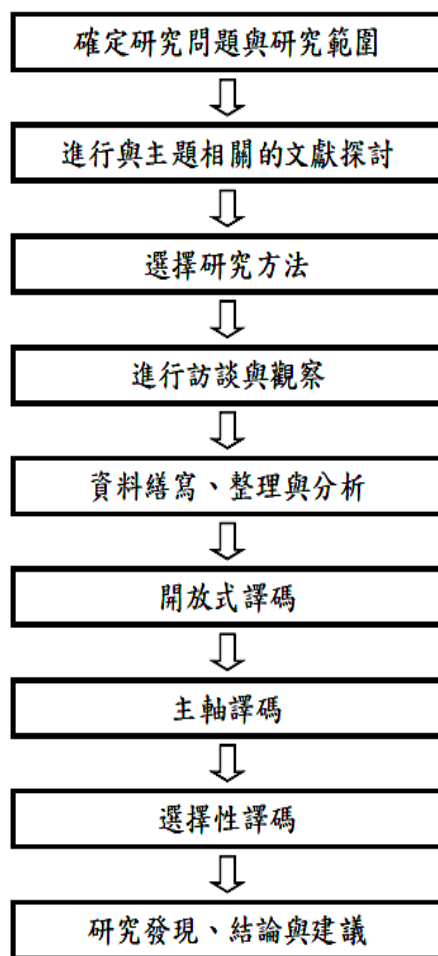 確定研究問題與研究範圍
進行與主題相關的文獻探討
選擇研究方法
進行訪談與觀察
資料繕寫、整理與分析
開放式譯碼
主軸譯碼
選擇性譯碼
研究發現、結論與建議